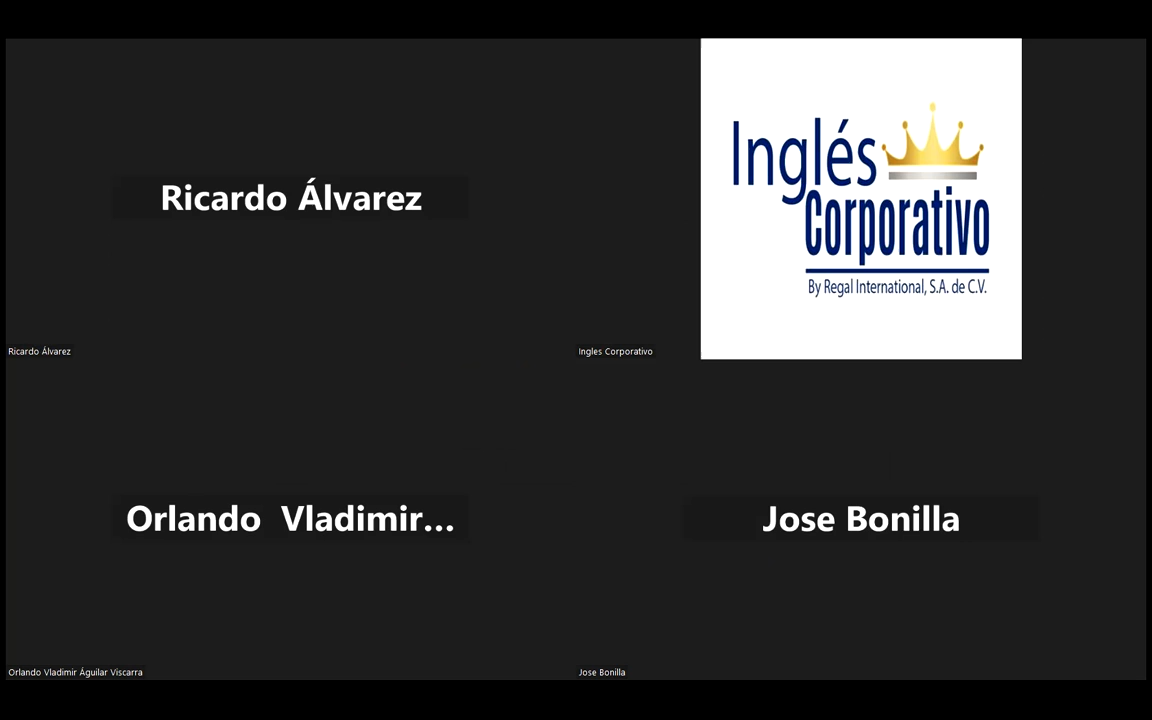 Ricardo Álvarez
Ricardo Álvarez
Inglés
Corporativo
By Regal International, S.A. de C.V.
Ingles Corporativo
Orlando Vladimir...
Orlando Vladimir Águilar Viscarra
Jose Bonilla
Jose Bonilla